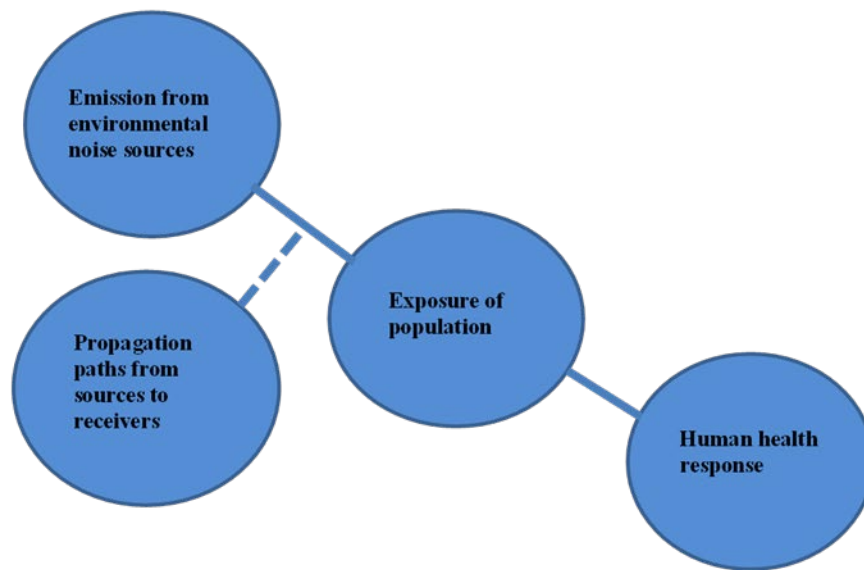 Emission from
environmental
noise sources
Propagation
paths from
sources to
receivers
Exposure of
population
Human health
response